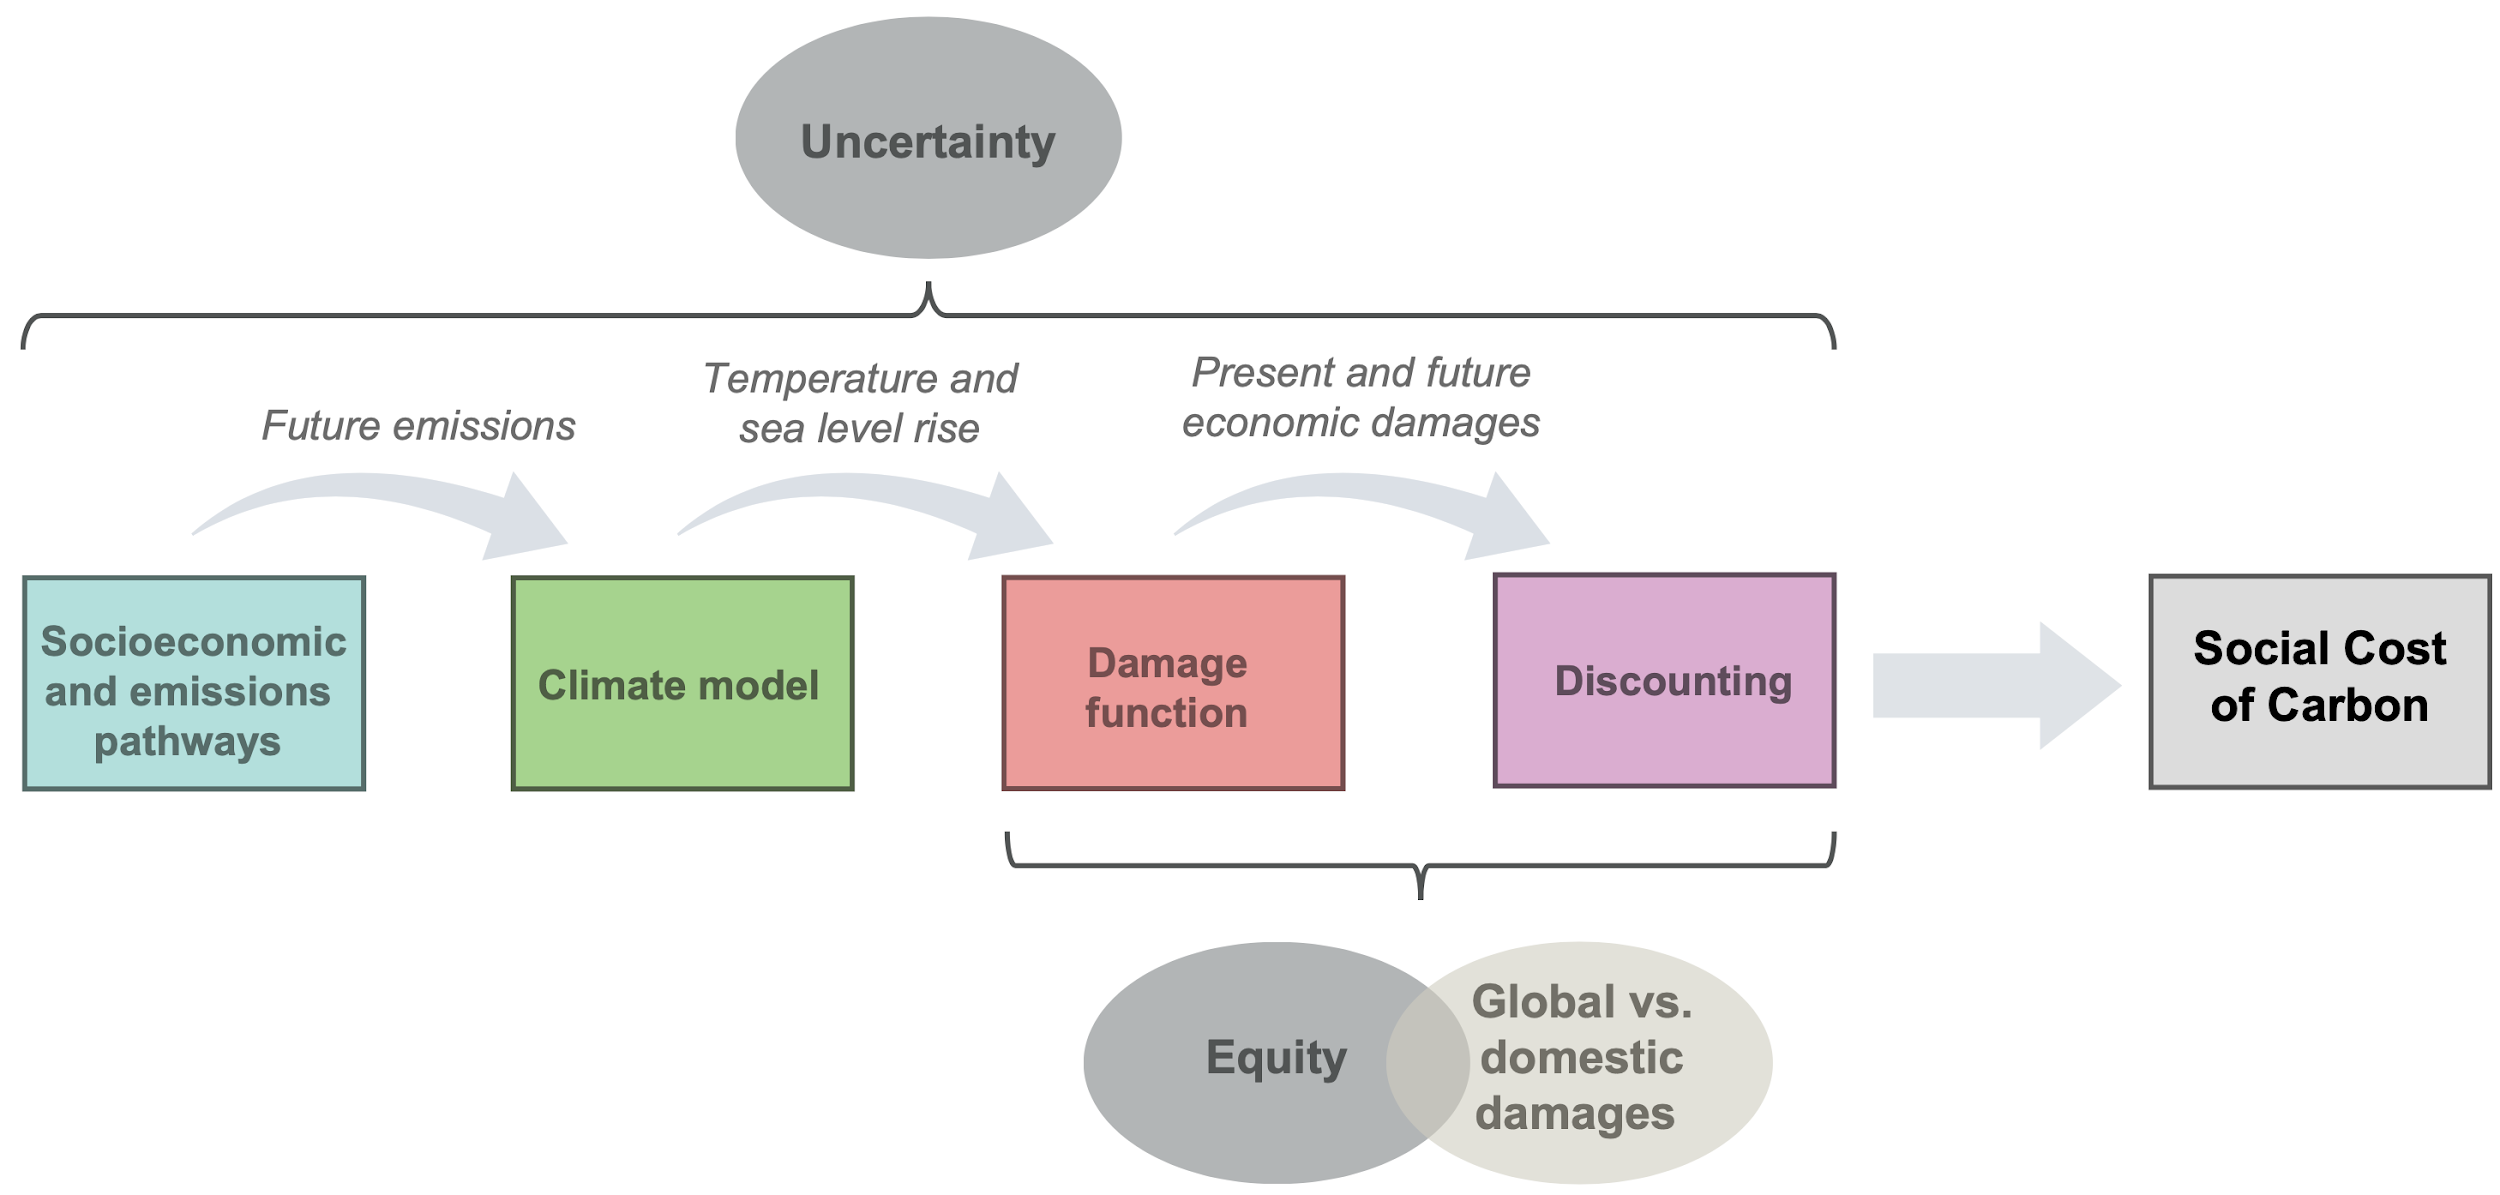 Uncertainty
Future emissions
Temperature and
sea level rise
Present and future
economic damages
Socioeconomic
and emissions
pathways
Climate model
Damage
function
Discounting
Social Cost
of Carbon
Equity
Global vs.
domestic
damages